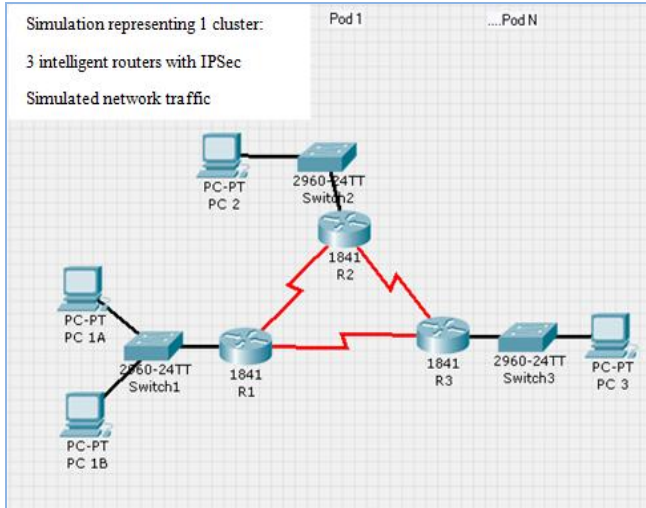 Simulation representing 1 cluster:
3 intelligent routers with IPSec
Simulated network traffic
Pod 1
....Pod N
PC-PT
PC 2
2960-24TT
Switch2
1841
R2
PC-PT
PC 1A
2960-24TT
Switch1
1841
R1
1841
R3
2960-24TT
Switch3
PC-PT
PC 3
PC-PT
PC 1B